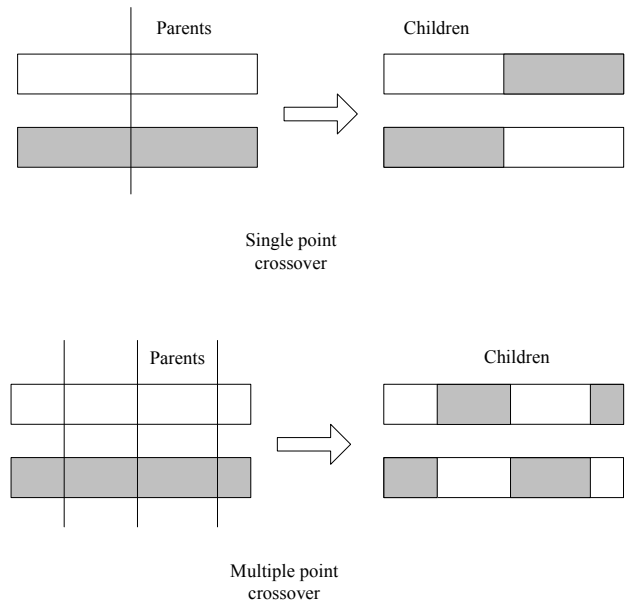 Parents
Children
Single point
crossover
Parents
Children
Multiple point
crossover